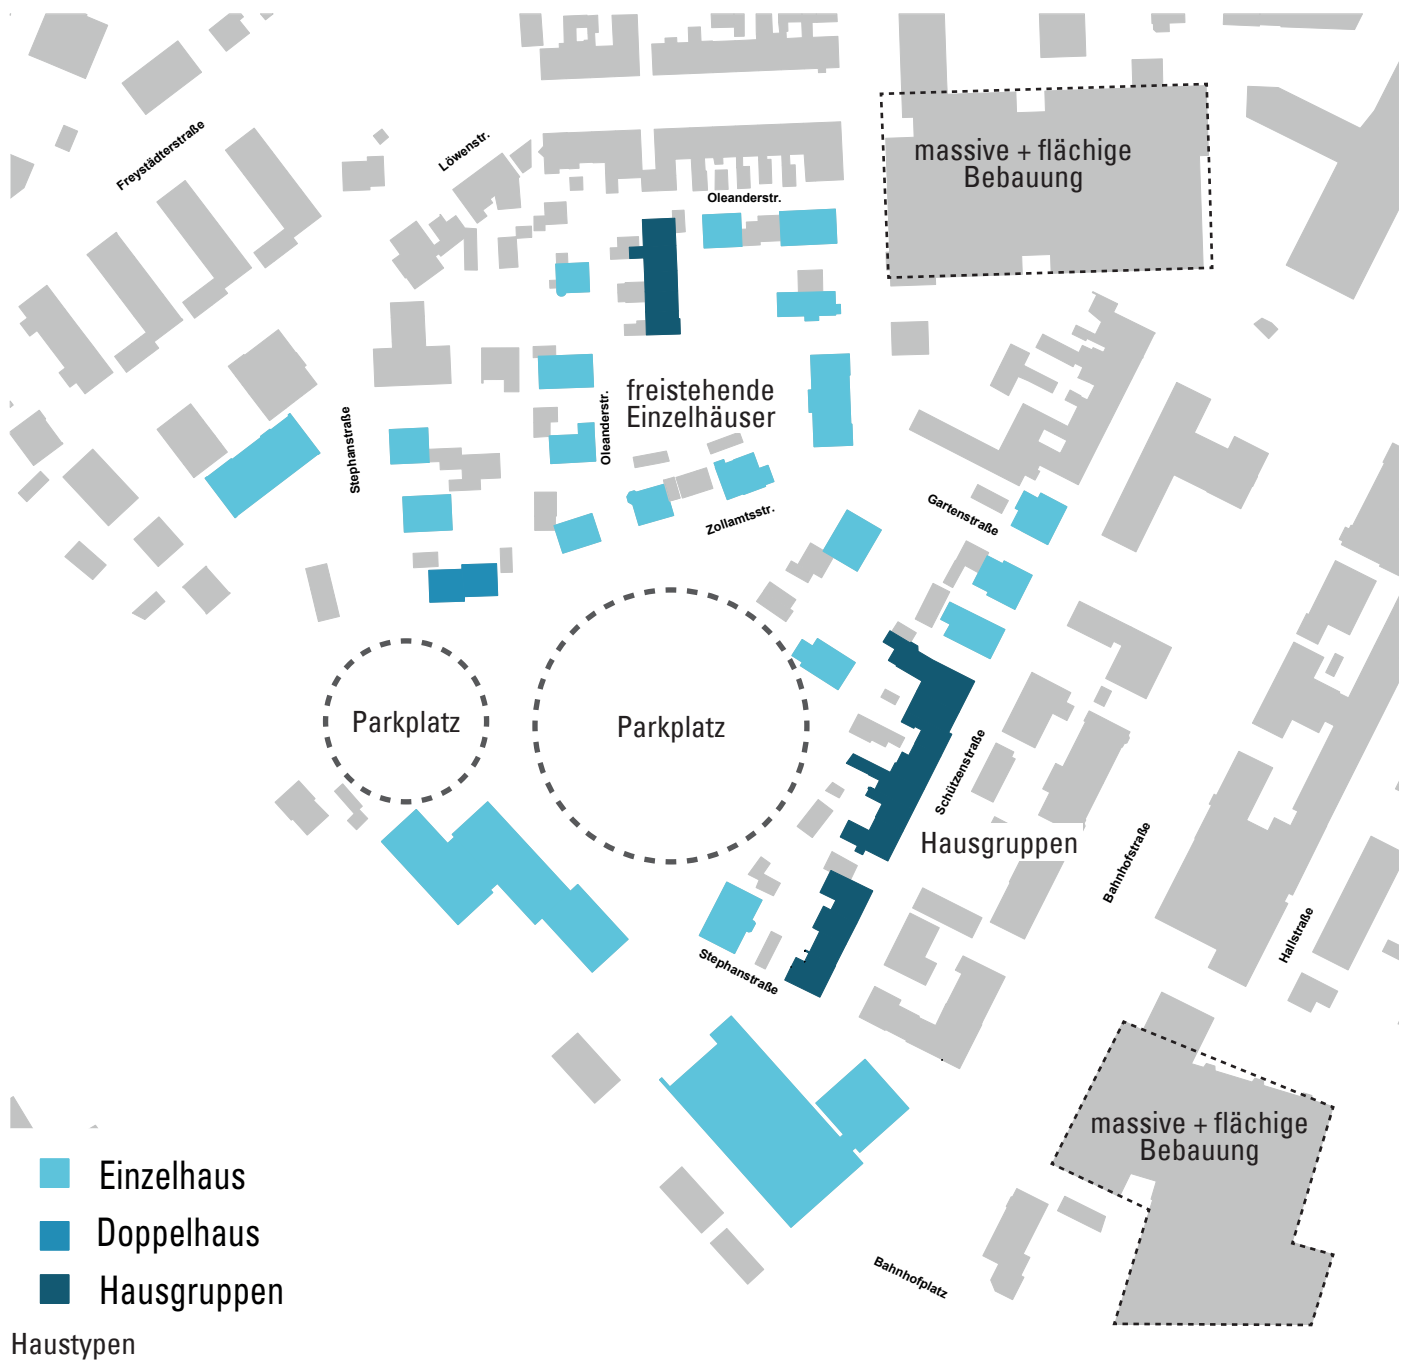 Freystädterstraße
Löwenstr.
massive + flächige
Bebauung
Oleanderstr.
freistehende
Einzelhäuser
Oleanderstr.
Stephanstraße
Zollamtsstr.
Gartenstraße
Parkplatz
Parkplatz
Schützenstraße
Hausgruppen
Bahnhofstraße
Hallstraße
Stephanstraße
massive + flächige
Bebauung
Bahnhofplatz
Einzelhaus
Doppelhaus
Hausgruppen
Haustypen